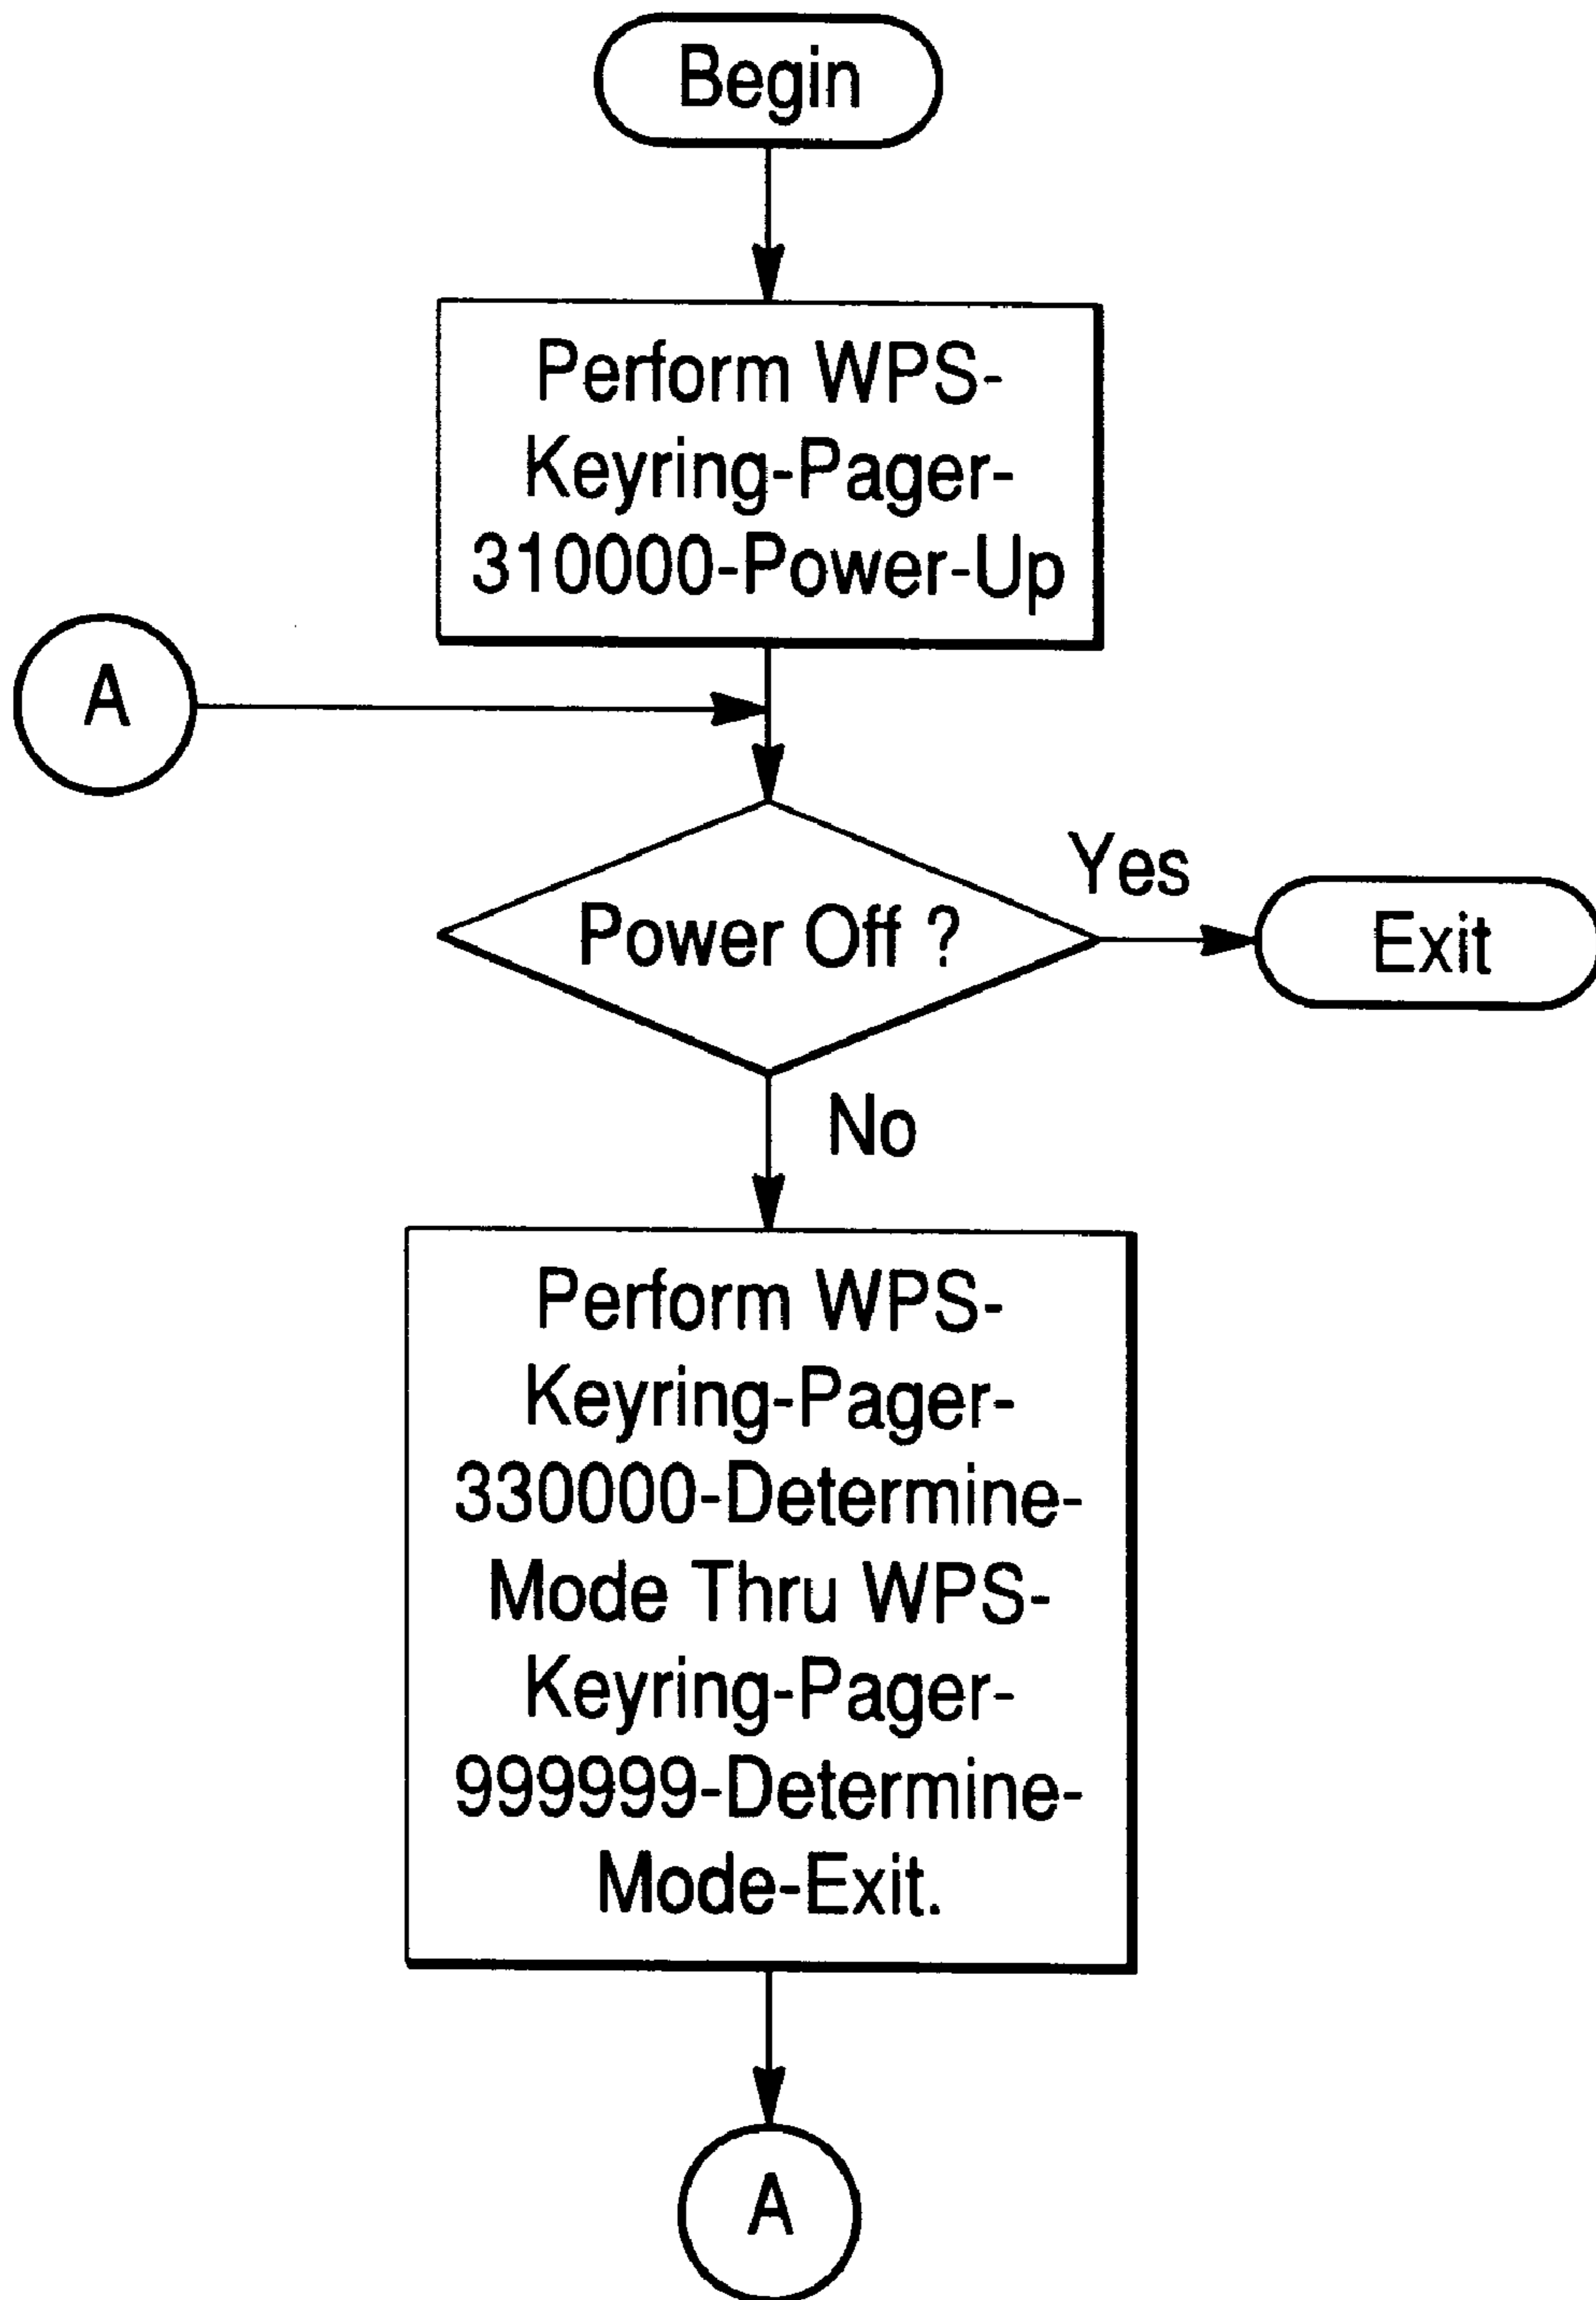 Begin
Perform WPS-
Keyring-Pager-
310000-Power-Up
A
Power Off ?
Yes
Exit
No
Perform WPS-
Keyring-Pager-
330000-Determine-
Mode Thru WPS-
Keyring-Pager-
999999-Determine-
Mode-Exit.
A